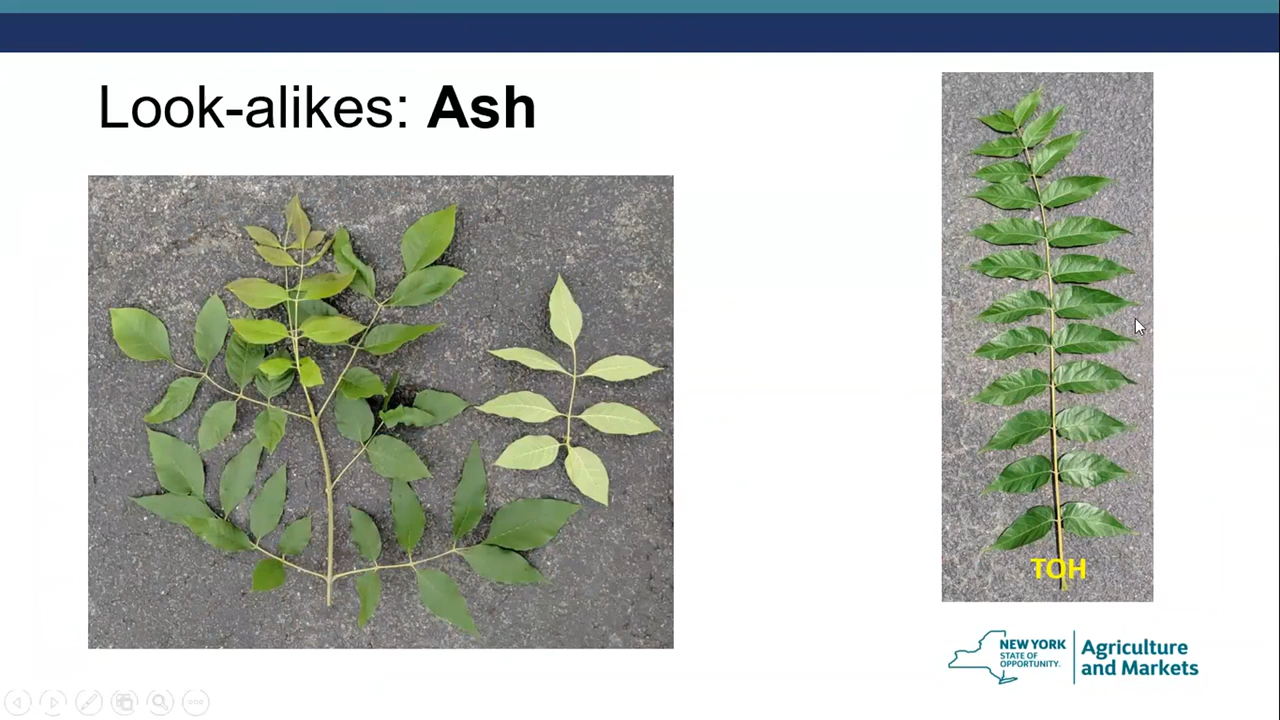 Look-alikes: Ash
TOH
NEW YORK
STATE OF
OPPORTUNITY.
Agriculture
and Markets